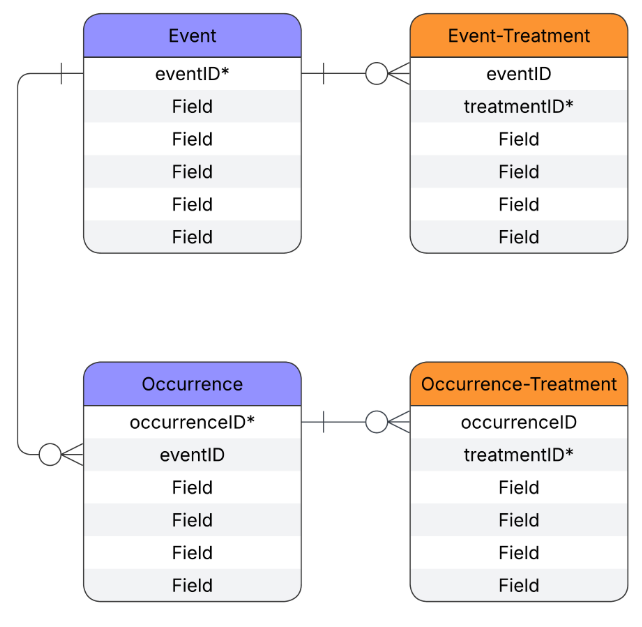 Event
eventID*
Field
Field
Field
Field
Field
Event-Treatment
eventID
treatmentID*
Field
Field
Field
Field
Occurrence
occurrenceID*
eventID
Field
Field
Field
Field
Occurrence-Treatment
occurrenceID
treatmentID*
Field
Field
Field
Field